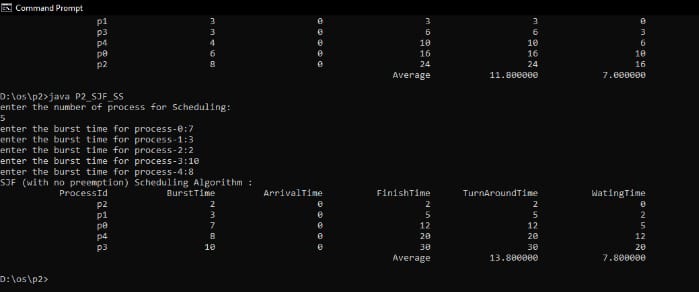 Command Prompt
p1 3 0 3 3 0
p3 3 0 6 6 3
p4 4 0 10 10 6
p0 6 0 16 16 10
p2 8 0 24 24 16
Average 11.800000 7.000000
D:\os\p2>java P2_SJF_SS
enter the number of process for Scheduling:
5
enter the burst time for process-0:7
enter the burst time for process-1:3
enter the burst time for process-2:2
enter the burst time for process-3:10
enter the burst time for process-4:8
SJF (with no preemption) Scheduling Algorithm :
ProcessId BurstTime ArrivalTime FinishTime TurnAroundTime WatingTime
p2 2 0 2 2 0
p1 3 0 5 5 2
p0 7 0 12 12 5
p4 8 0 20 20 12
p3 10 0 30 30 20
Average 13.800000 7.800000
D:\os\p2>